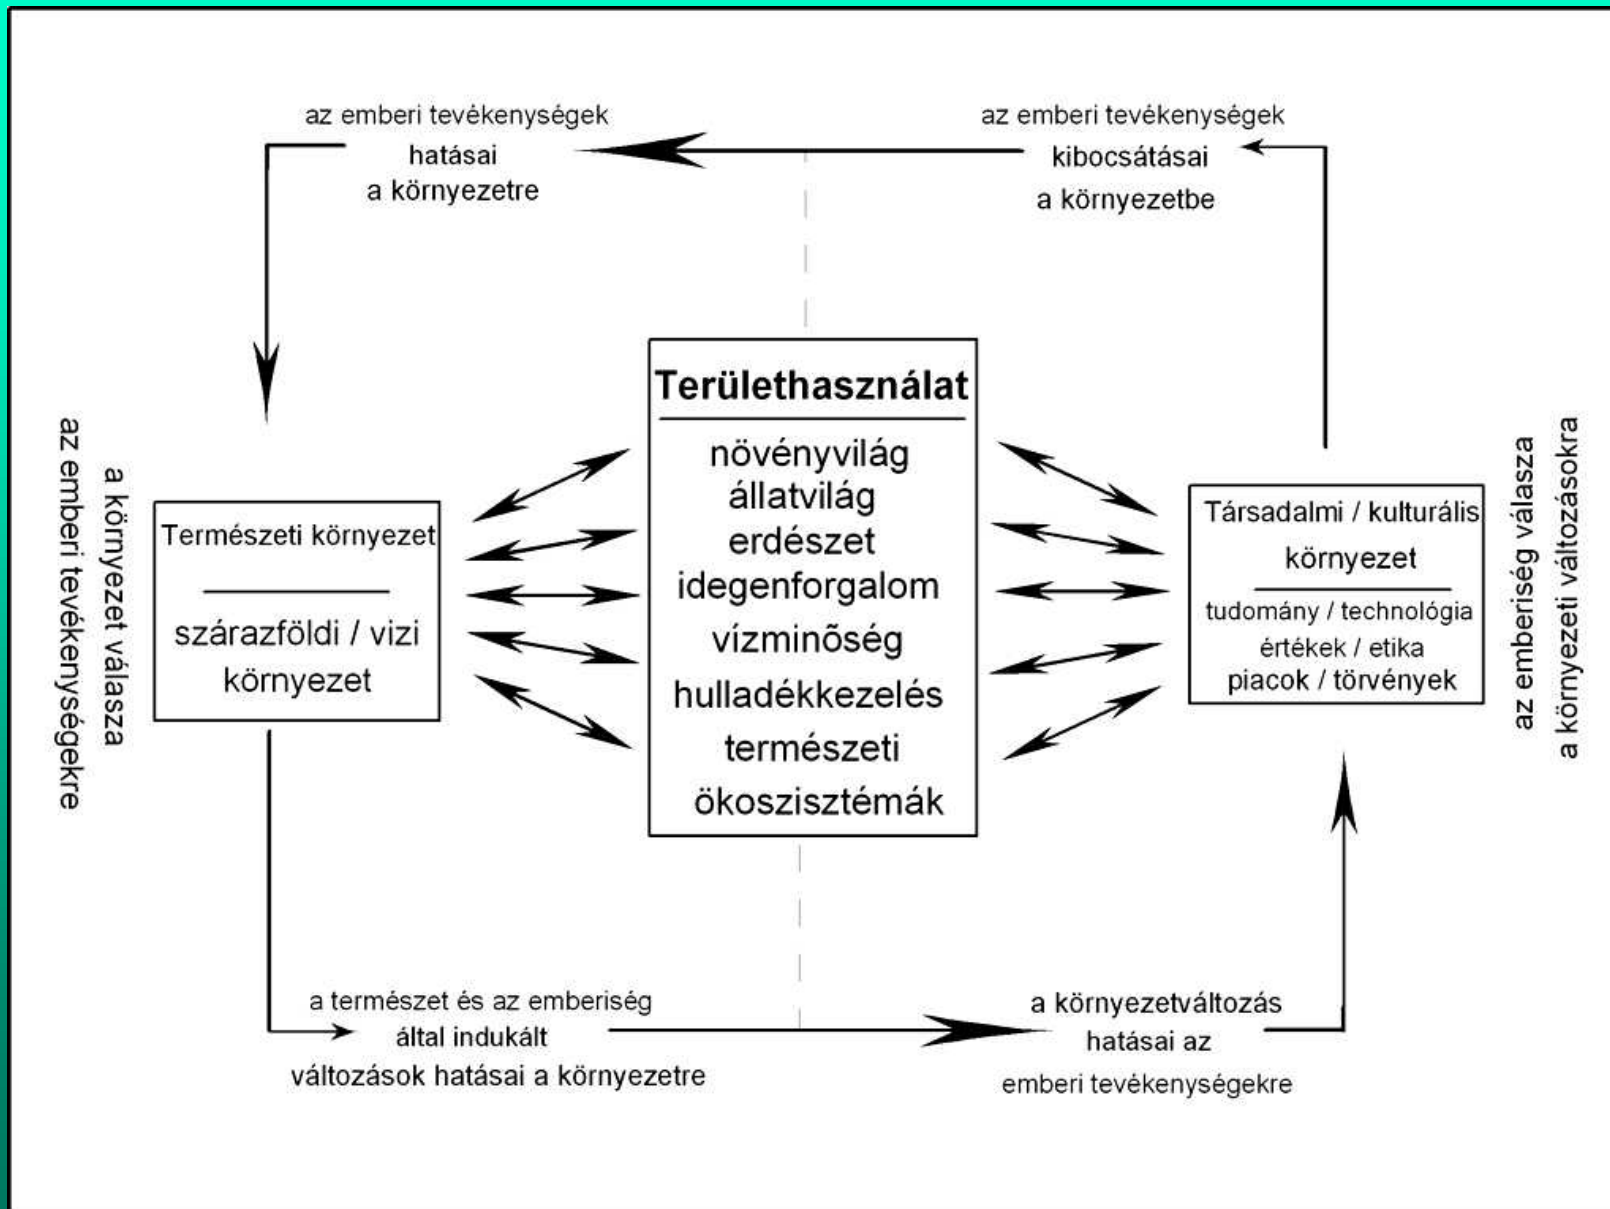 az emberi tevékenységek
hatásai
a környezetre
az emberi tevékenységek
kibocsátásai
a környezetbe
az emberi tevékenységekre
a környezet válasza
Természeti környezet
szárazföldi / vizi
környezet
Területhasználat
növényvilág
állatvilág
erdészet
idegenforgalom
vízminõség
hulladékkezelés
természeti
ökoszisztémák
Társadalmi / kulturális
környezet
tudomány / technológia
értékek / etika
piacok / törvények
az emberiség válasza
a környezeti változásokra
a természet és az emberiség
által indukált
változások hatásai a környezetre
a környezetváltozás
hatásai az
emberi tevékenységekre